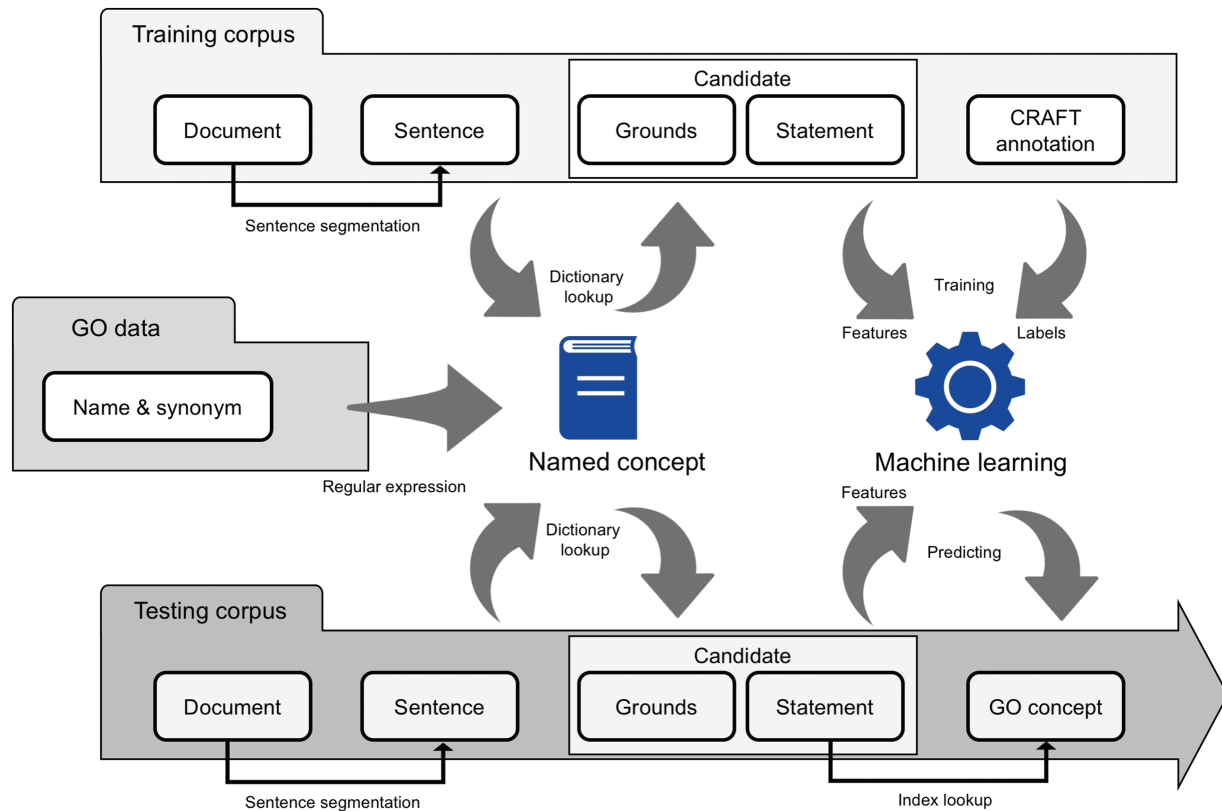 Training corpus
Candidate
Document
Sentence
Grounds
Statement
CRAFT
annotation
Sentence segmentation
Dictionary
lookup
Training
Features
Labels
GO data
Name & synonym
Regular expression
Named concept
Machine learning
Features
Dictionary
lookup
Predicting
Testing corpus
Candidate
Document
Sentence
Grounds
Statement
GO concept
Sentence segmentation
Index lookup